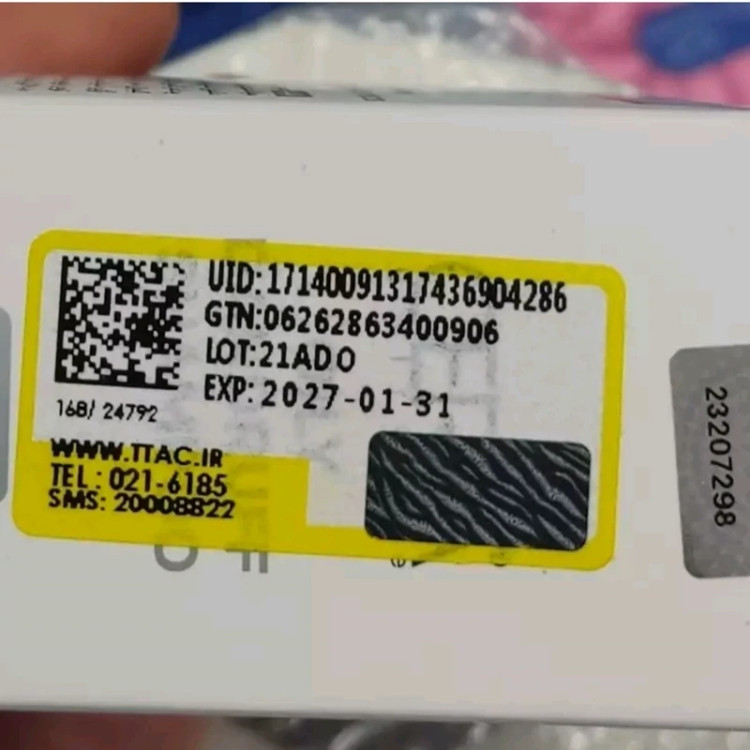 UID:17140091317436904286
GTN:06262863400906
LOT:21ADO
EXP: 2027-01-31
168/ 24792
WWW.TTAC.IR
TEL : 021-6185
SMS: 20008822
23207298